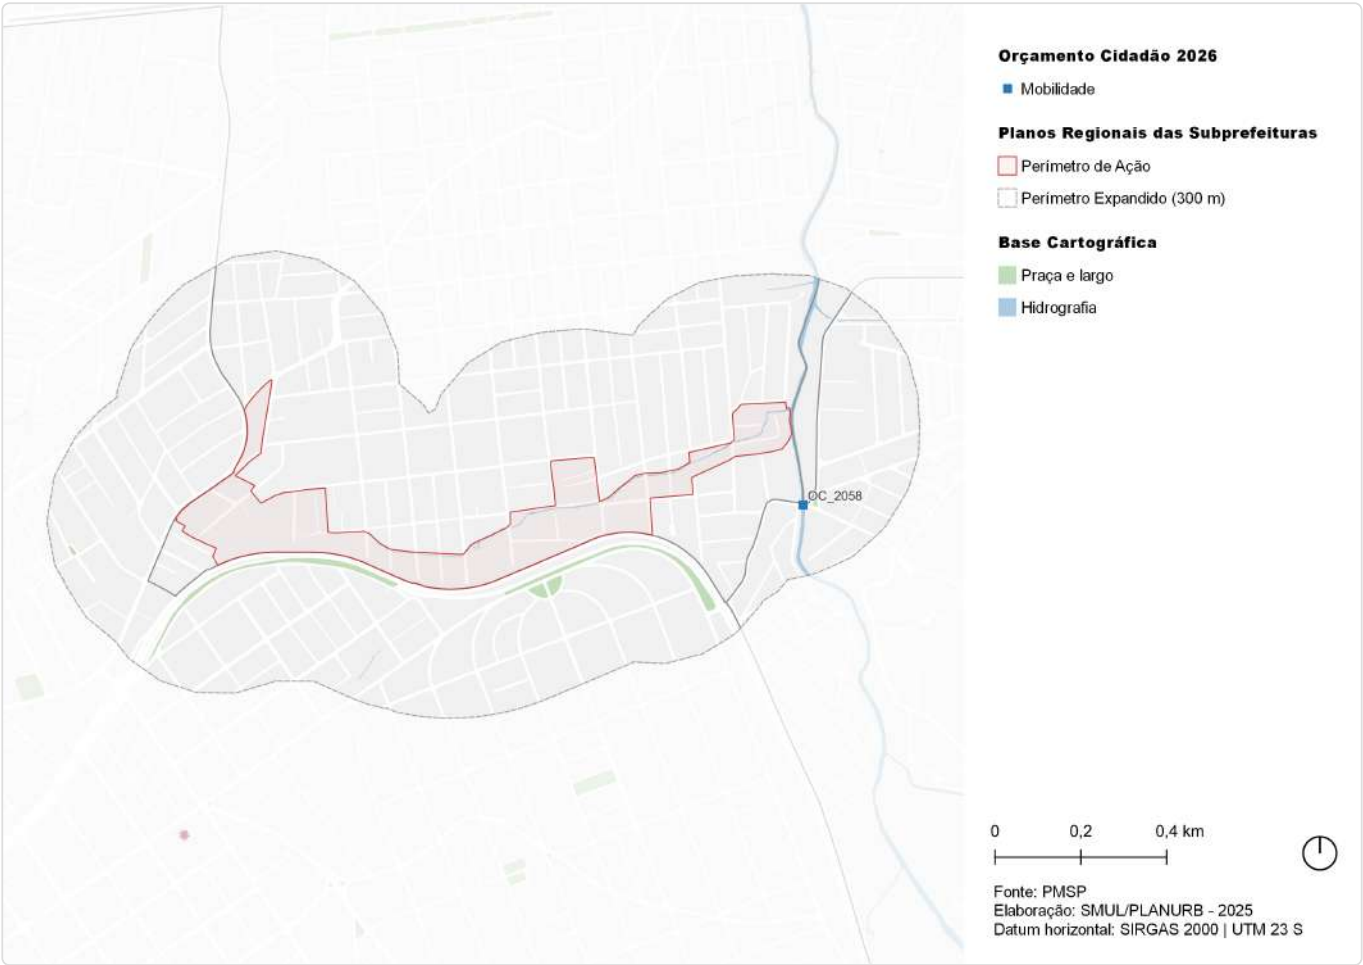 Orçamento Cidadão 2026
Mobilidade
Planos Regionais das Subprefeituras
Perímetro de Ação
Perímetro Expandido (300 m)
Base Cartográfica
Praça e largo
Hidrografia
OC_2058
0 0,2 0,4 km
Fonte: PMSP
Elaboração: SMUL/PLANURB - 2025
Datum horizontal: SIRGAS 2000 | UTM 23 S